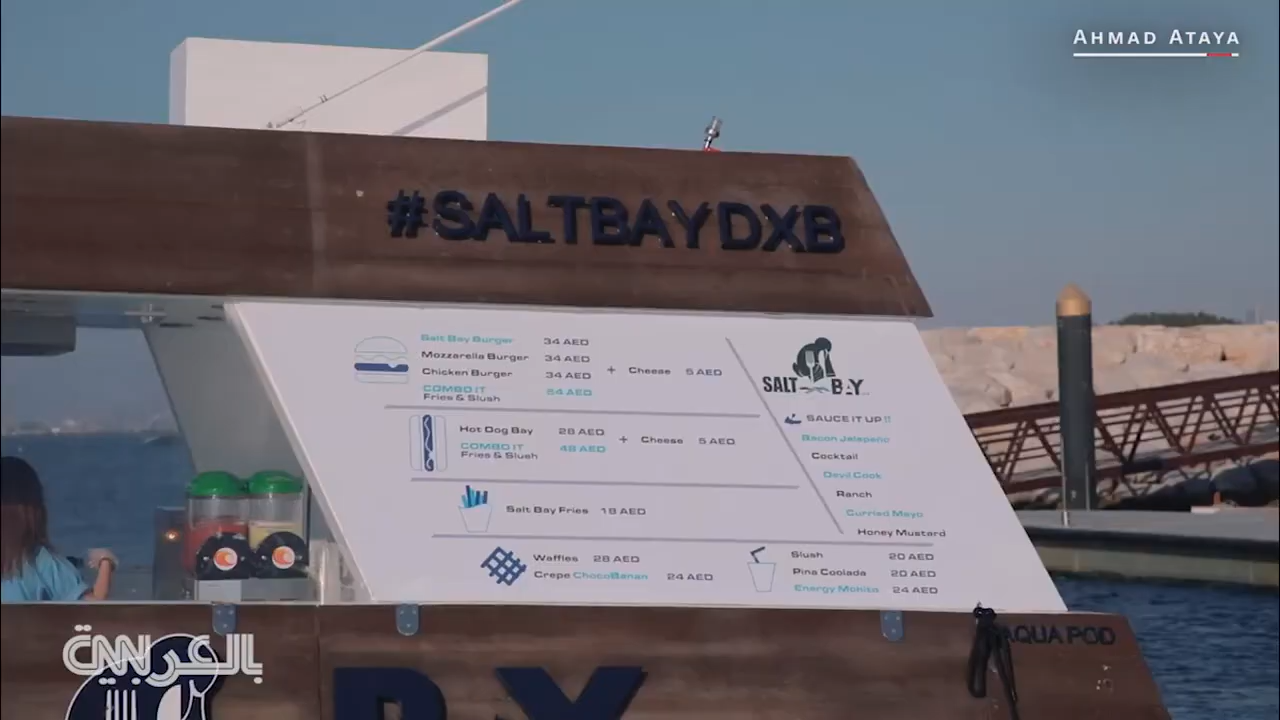 AHMAD ATAYA
#SALTBAYDXB
Salt Bay Burger 34 AED
Mozzarella Burger 34 AED
Chicken Burger 34 AED
+ Cheese 5 AED
COMBO IT
Fries & Slush 54 AED
Hot Dog Bay 28 AED
+ Cheese 5 AED
COMBO IT 48 AED
Fries & Slush
Salt Bay Fries 18 AED
Waffles 28 AED
Crepe ChocoBanan 24 AED
SALT BAY
SAUCE IT UP !!
Bacon Jalapeño
Cocktail
Devil Cook
Ranch
Curried Mayo
Honey Mustard
Slush 20 AED
Pina Coolada 20 AED
Energy Mohito 24 AED
AQUA POD
بالعربية